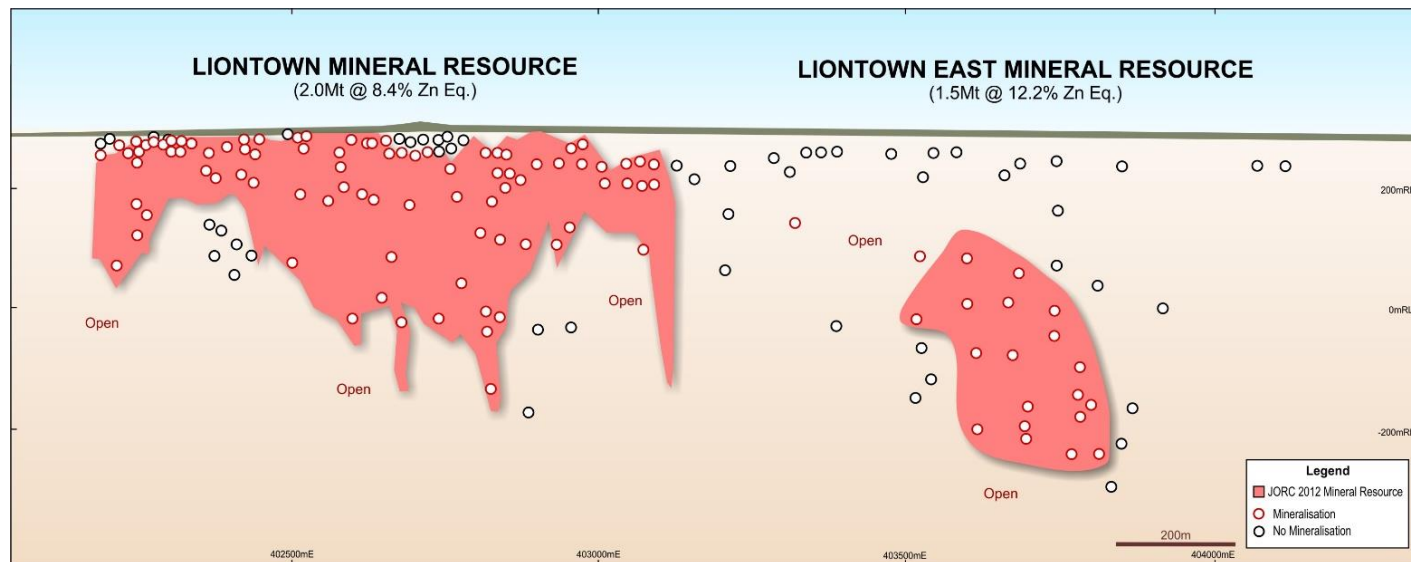 LIONTOWN MINERAL RESOURCE
(2.0Mt @ 8.4% Zn Eq.)
LIONTOWN EAST MINERAL RESOURCE
(1.5Mt @ 12.2% Zn Eq.)
200mRL
Open
Open
0mRL
Open
Open
Open
-200mRL
Open
Legend
JORC 2012 Mineral Resource
Mineralisation
No Mineralisation
200m
402500mE
403000mE
403500mE
404000mE